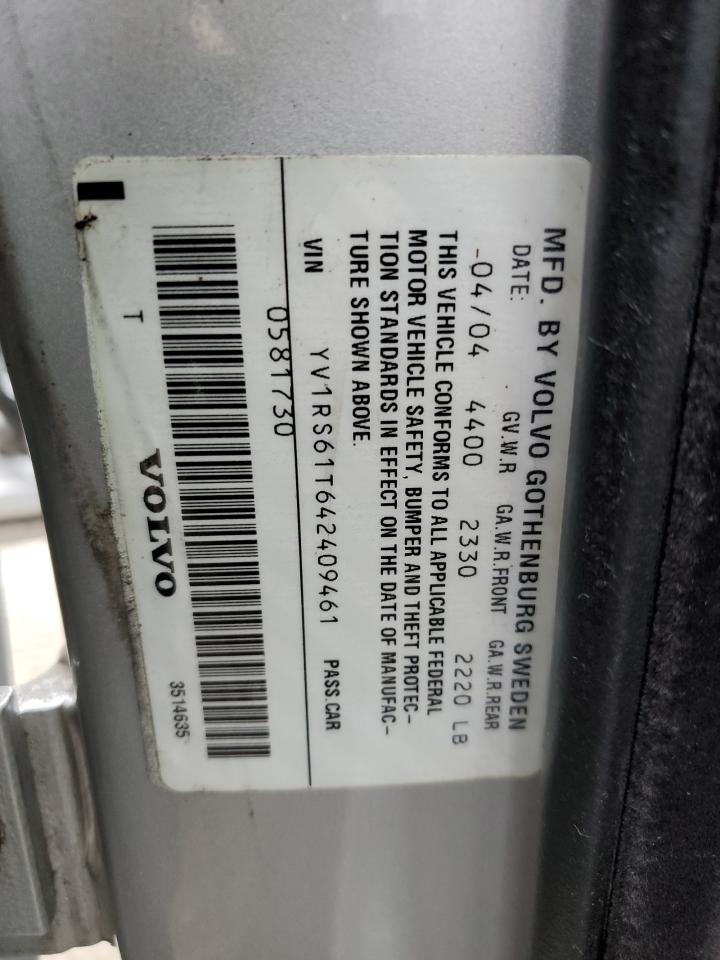 MFD. BY VOLVO GOTHENBURG SWEDEN
DATE: GV.W.R GA.W.R.FRONT GA.W.R.REAR
-04/04 4400 2330 2220 LB
THIS VEHICLE CONFORMS TO ALL APPLICABLE FEDERAL
MOTOR VEHICLE SAFETY, BUMPER AND THEFT PROTEC-
TION STANDARDS IN EFFECT ON THE DATE OF MANUFAC-
TURE SHOWN ABOVE.
VIN YV1RS61T642409461 PASS.CAR
0581730
T VOLVO 3514635